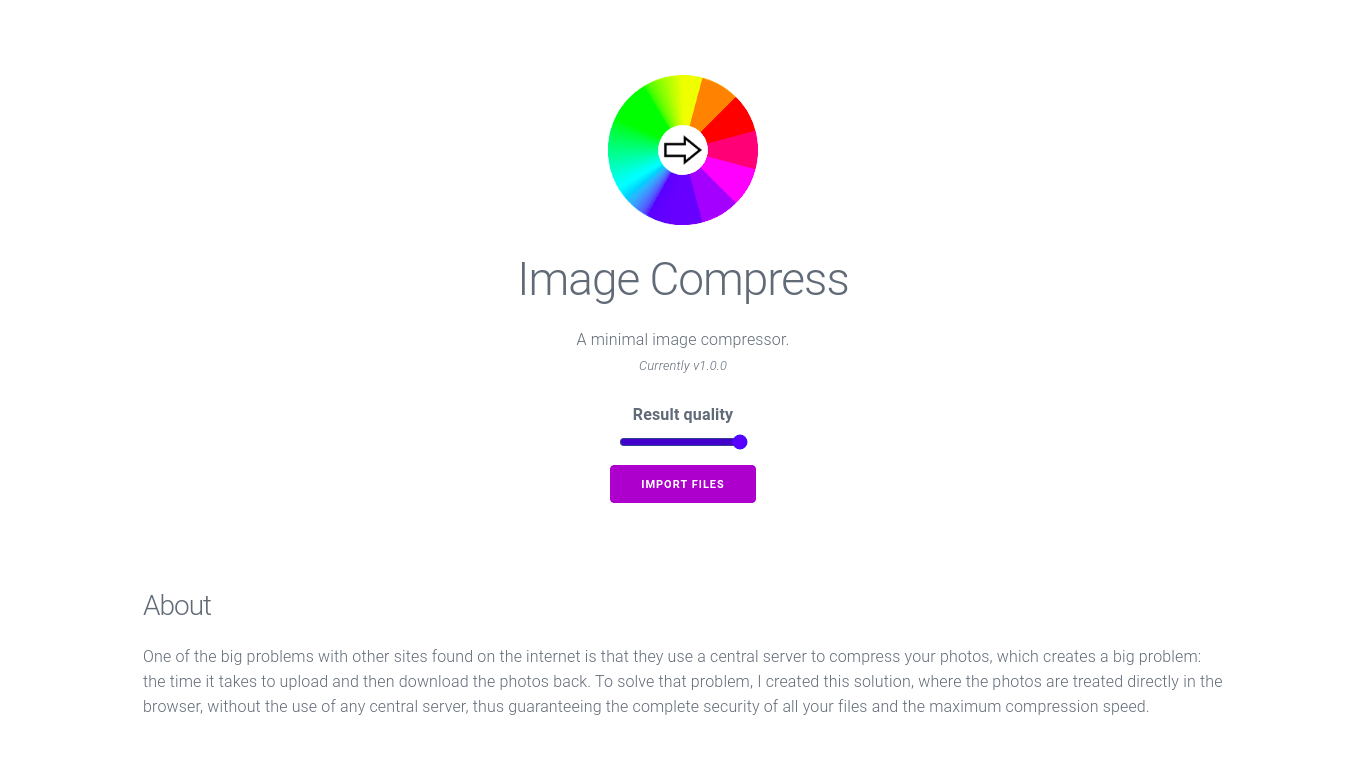 Image Compress
A minimal image compressor.
Currently v1.0.0
Result quality
IMPORT FILES
About
One of the big problems with other sites found on the internet is that they use a central server to compress your photos, which creates a big problem:
the time it takes to upload and then download the photos back. To solve that problem, I created this solution, where the photos are treated directly in the
browser, without the use of any central server, thus guaranteeing the complete security of all your files and the maximum compression speed.